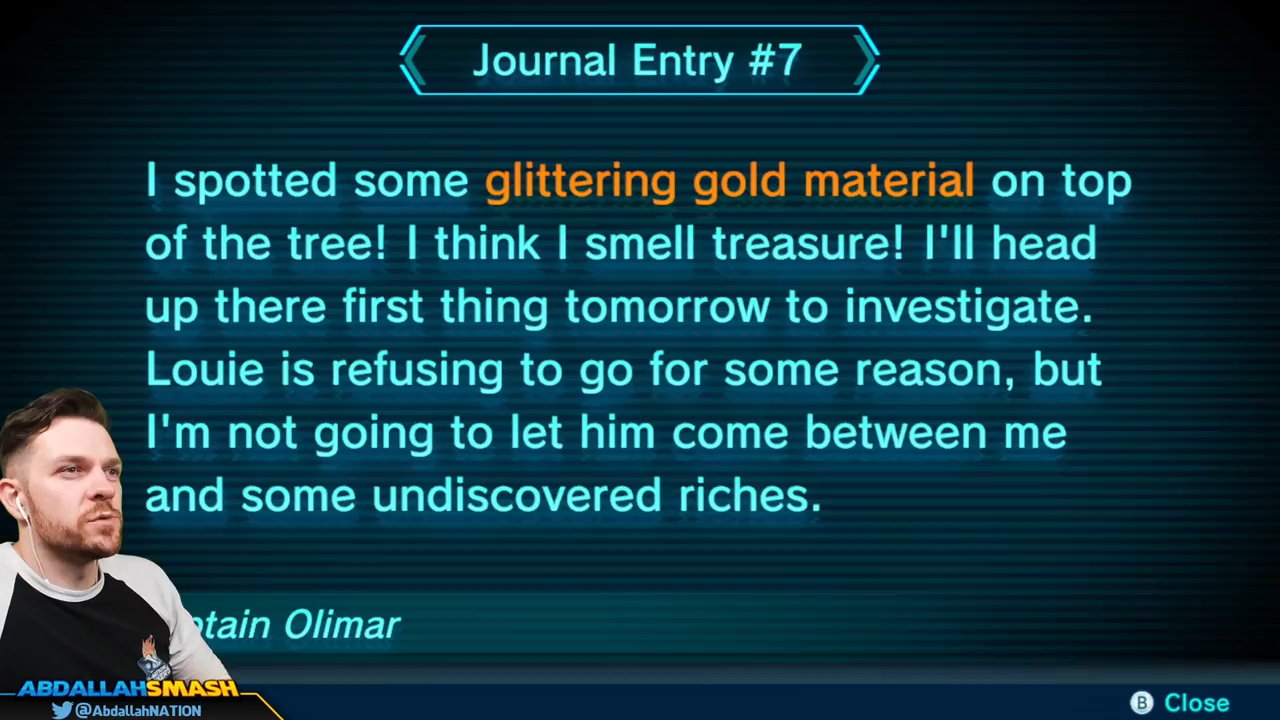 Journal Entry #7
I spotted some glittering gold material on top
of the tree! I think I smell treasure! I'll head
up there first thing tomorrow to investigate.
Louie is refusing to go for some reason, but
I'm not going to let him come between me
and some undiscovered riches.
ptain Olimar
ABDALLAHSMASH
@AbdallahNATION
B Close